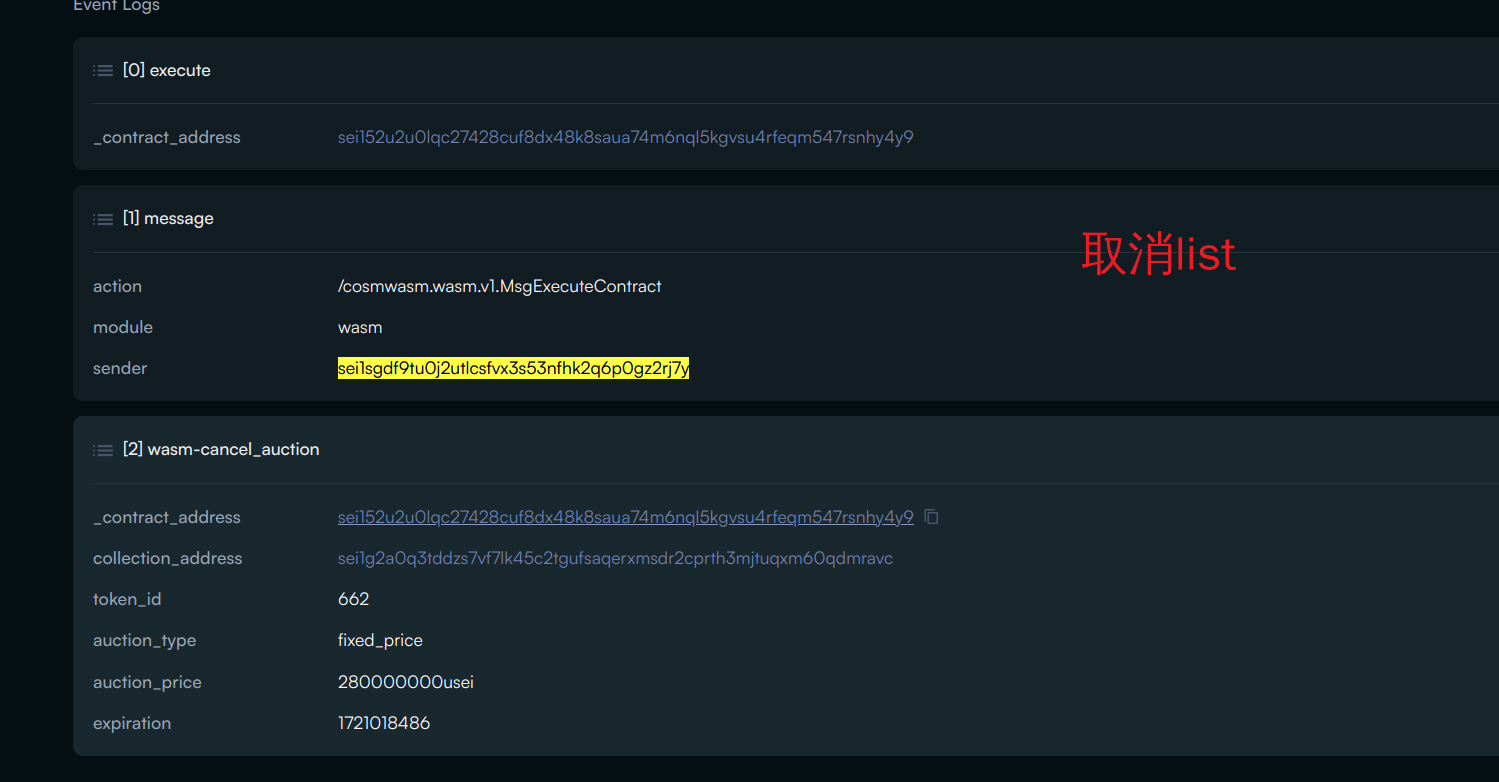 Event Logs
[0] execute
_contract_address sei152u2u0lqc27428cuf8dx48k8saua74m6nql5kgvsu4rfeqm547rsnhy4y9
[1] message
取消list
action /cosmwasm.wasm.v1.MsgExecuteContract
module wasm
sender sei1sgdf9tu0j2utlcsfvx3s53nfhk2q6p0gz2rj7y
[2] wasm-cancel_auction
_contract_address sei152u2u0lqc27428cuf8dx48k8saua74m6nql5kgvsu4rfeqm547rsnhy4y9
collection_address sei1g2a0q3tddzs7vf7lk45c2tgufsaqerxmsdr2cprth3mjtuqxm60qdmravc
token_id 662
auction_type fixed_price
auction_price 280000000usei
expiration 1721018486